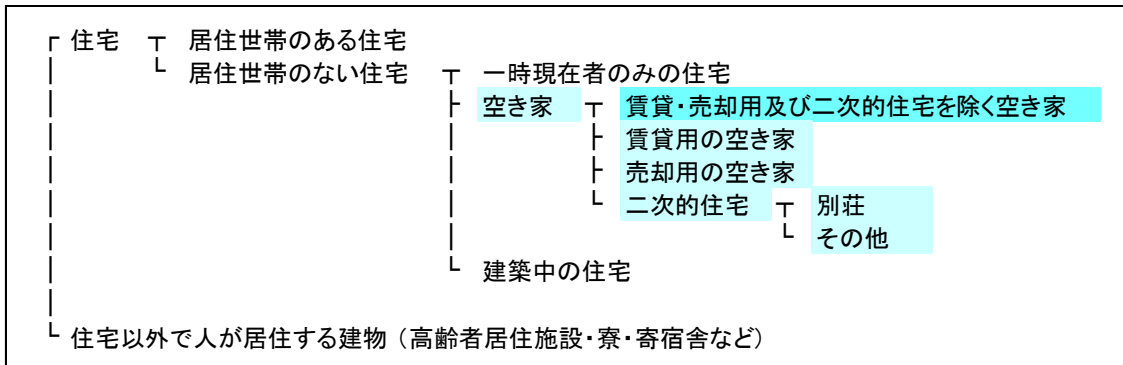 住宅 居住世帯のある住宅
居住世帯のない住宅 一時現在者のみの住宅
空き家 賃貸・売却用及び二次的住宅を除く空き家
賃貸用の空き家
売却用の空き家
二次的住宅 別荘
その他
建築中の住宅
住宅以外で人が居住する建物(高齢者居住施設・寮・寄宿舎など)